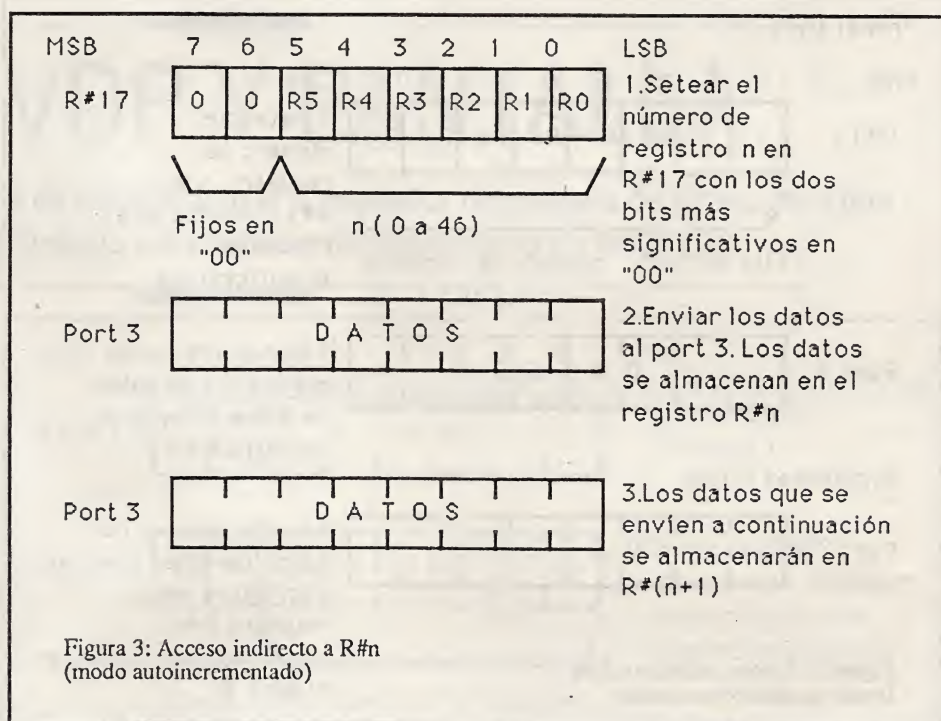 MSB 7 6 5 4 3 2 1 0 LSB
R#17 0 0 R5 R4 R3 R2 R1 R0
1.Setear el
número de
registro n en
R#17 con los dos
bits más
significativos en
"00"
Fijos en
"00"
n ( 0 a 46)
Port 3 D A T O S
2.Enviar los datos
al port 3. Los datos
se almacenan en el
registro R#n
Port 3 D A T O S
3.Los datos que se
envíen a continuación
se almacenarán en
R#(n+1)
Figura 3: Acceso indirecto a R#n
(modo autoincrementado)